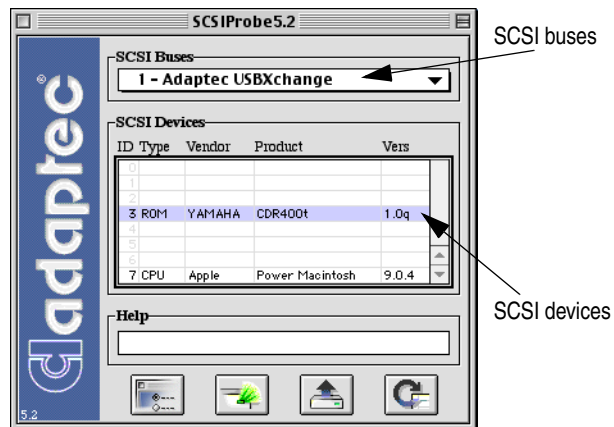 SCSIProbe5.2
SCSI buses
adaptec
SCSI Buses
1 - Adaptec USBXchange
SCSI Devices
ID Type Vendor Product Vers
0
1
2
3 ROM YAMAHA CDR400t 1.0q
4
5
6
7 CPU Apple Power Macintosh 9.0.4
SCSI devices
Help
5.2